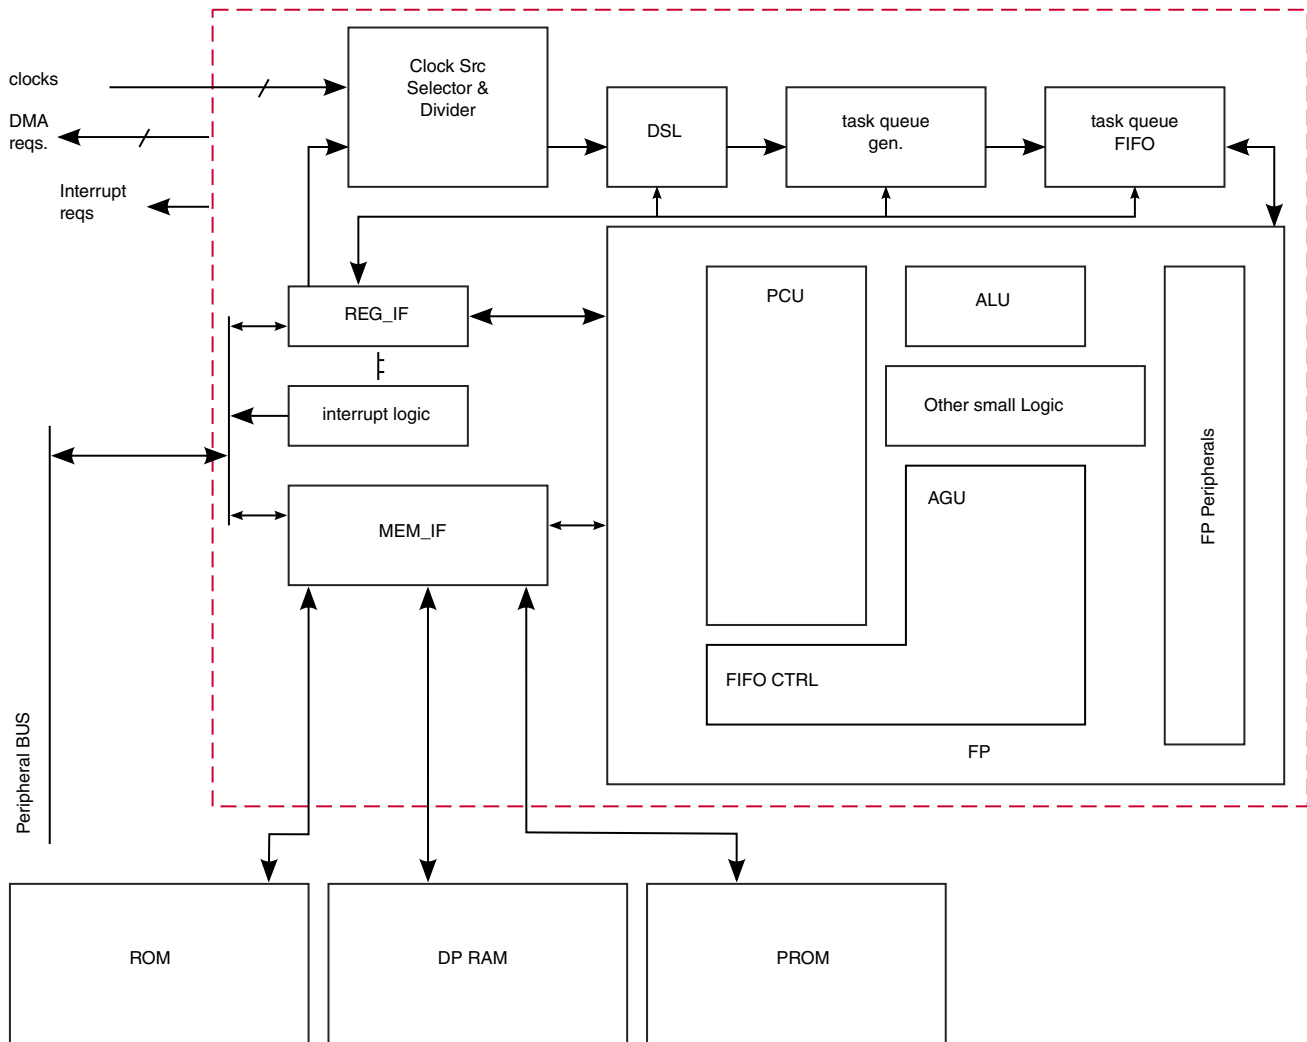 clocks
DMA
reqs.
Interrupt
reqs
Clock Src
Selector &
Divider
DSL
task queue
gen.
task queue
FIFO
REG_IF
interrupt logic
MEM_IF
PCU
ALU
Other small Logic
AGU
FIFO CTRL
FP Peripherals
FP
Peripheral BUS
ROM
DP RAM
PROM